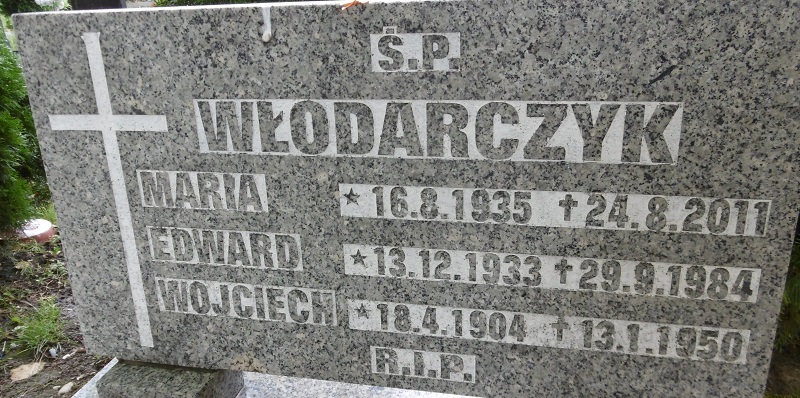 Ś.P.
WŁODARCZYK
MARIA ★ 16.8.1935 ✝ 24.8.2011
EDWARD ★ 13.12.1933 ✝ 29.9.1984
WOJCIECH ★ 18.4.1904 ✝ 13.1.1950
R.I.P.